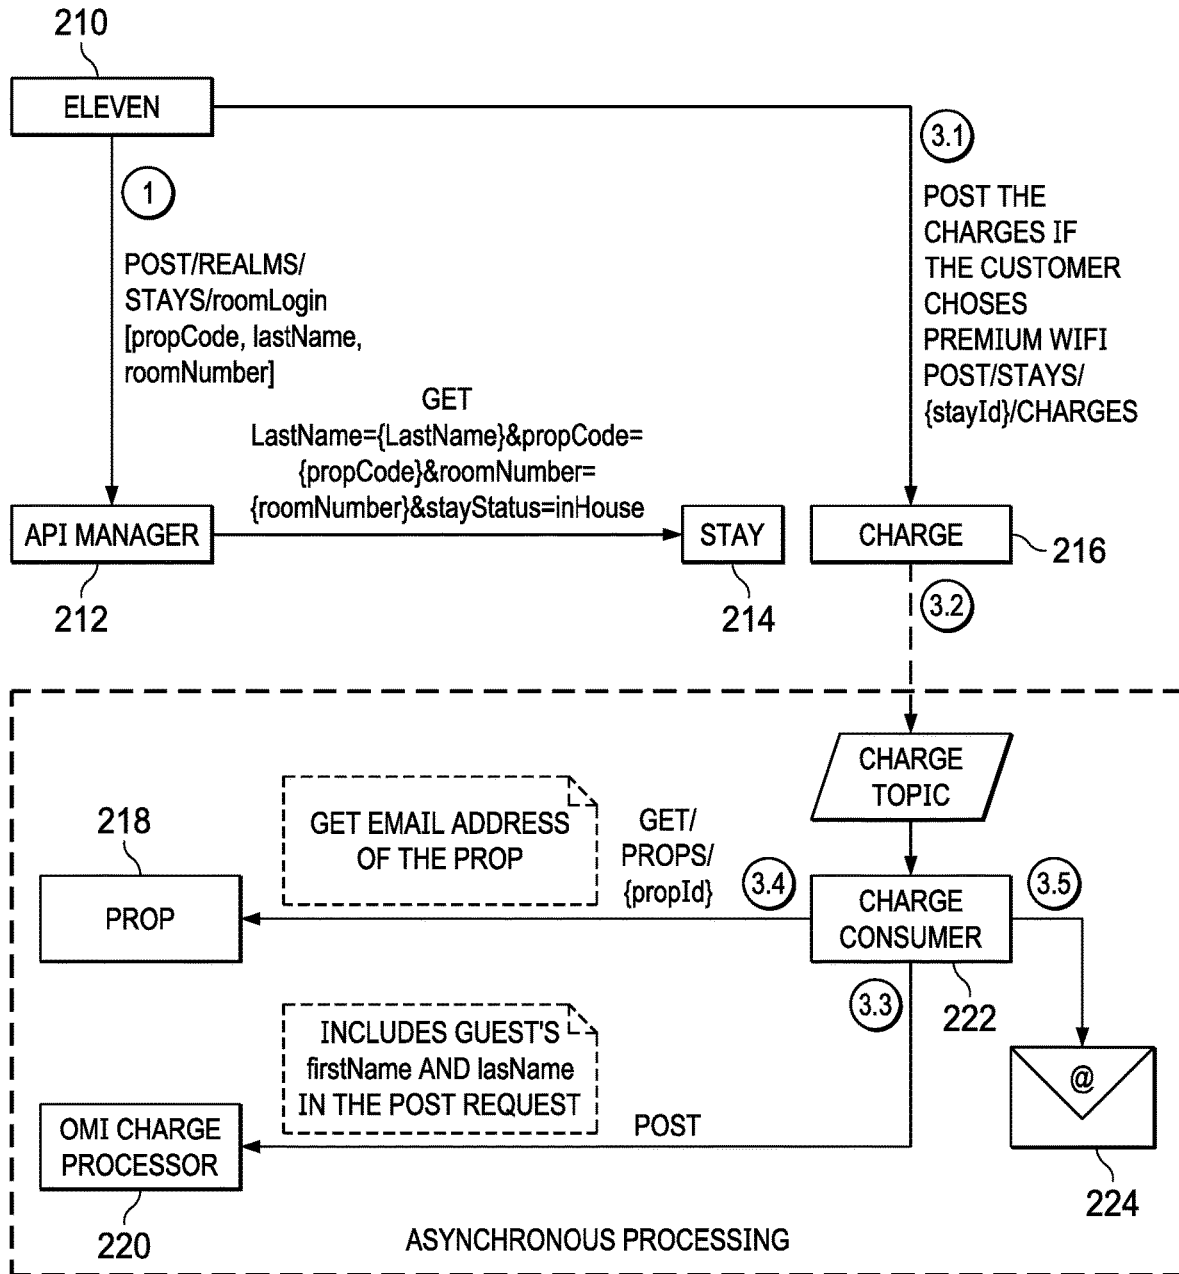 210
ELEVEN
1
3.1
POST/REALMS/
STAYS/roomLogin
[propCode, lastName,
roomNumber]
POST THE
CHARGES IF
THE CUSTOMER
CHOSES
PREMIUM WIFI
POST/STAYS/
{stayId}/CHARGES
GET
LastName={LastName}&propCode=
{propCode}&roomNumber=
{roomNumber}&stayStatus=inHouse
API MANAGER
STAY
CHARGE
216
212
214
3.2
CHARGE
TOPIC
218
GET EMAIL ADDRESS
OF THE PROP
GET/
PROPS/
{propId}
3.4
3.5
PROP
CHARGE
CONSUMER
3.3
222
INCLUDES GUEST'S
firstName AND lasName
IN THE POST REQUEST
@
OMI CHARGE
PROCESSOR
POST
224
220
ASYNCHRONOUS PROCESSING